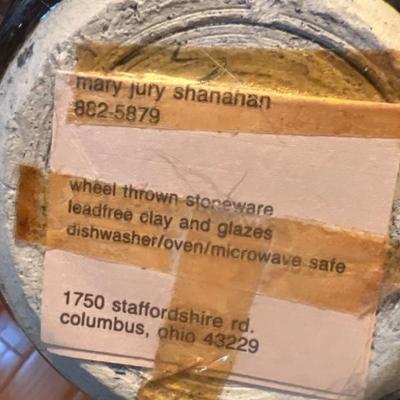 mary jury shanahan
882-5879
wheel thrown stoneware
leadfree clay and glazes
dishwasher/oven/microwave safe
1750 staffordshire rd.
columbus, ohio 43229